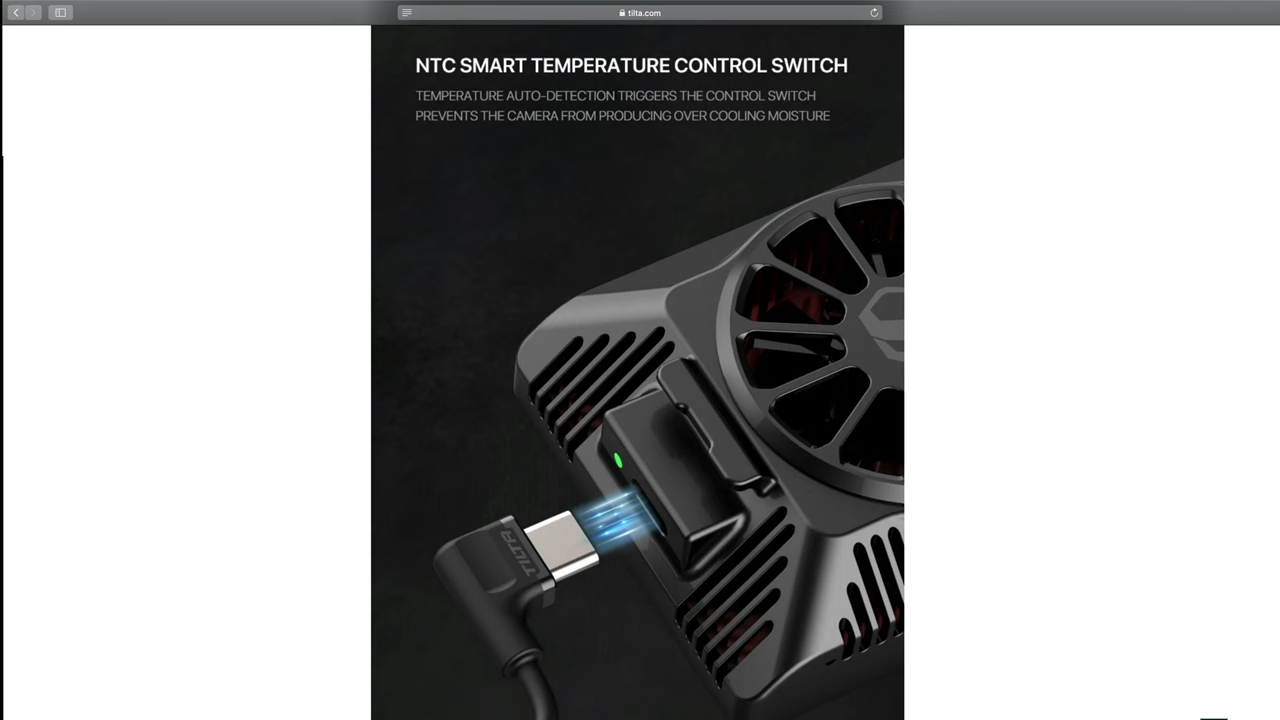 tilta.com
NTC SMART TEMPERATURE CONTROL SWITCH
TEMPERATURE AUTO-DETECTION TRIGGERS THE CONTROL SWITCH
PREVENTS THE CAMERA FROM PRODUCING OVER COOLING MOISTURE
TILTA